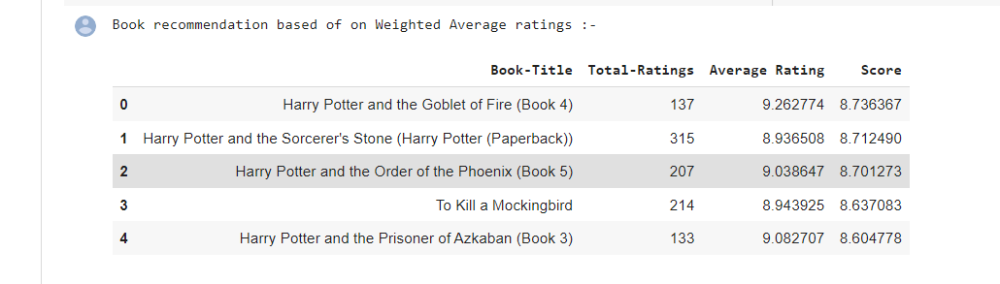 Book recommendation based of on Weighted Average ratings :-
Book-Title Total-Ratings Average Rating Score
0 Harry Potter and the Goblet of Fire (Book 4) 137 9.262774 8.736367
1 Harry Potter and the Sorcerer's Stone (Harry Potter (Paperback)) 315 8.936508 8.712490
2 Harry Potter and the Order of the Phoenix (Book 5) 207 9.038647 8.701273
3 To Kill a Mockingbird 214 8.943925 8.637083
4 Harry Potter and the Prisoner of Azkaban (Book 3) 133 9.082707 8.604778